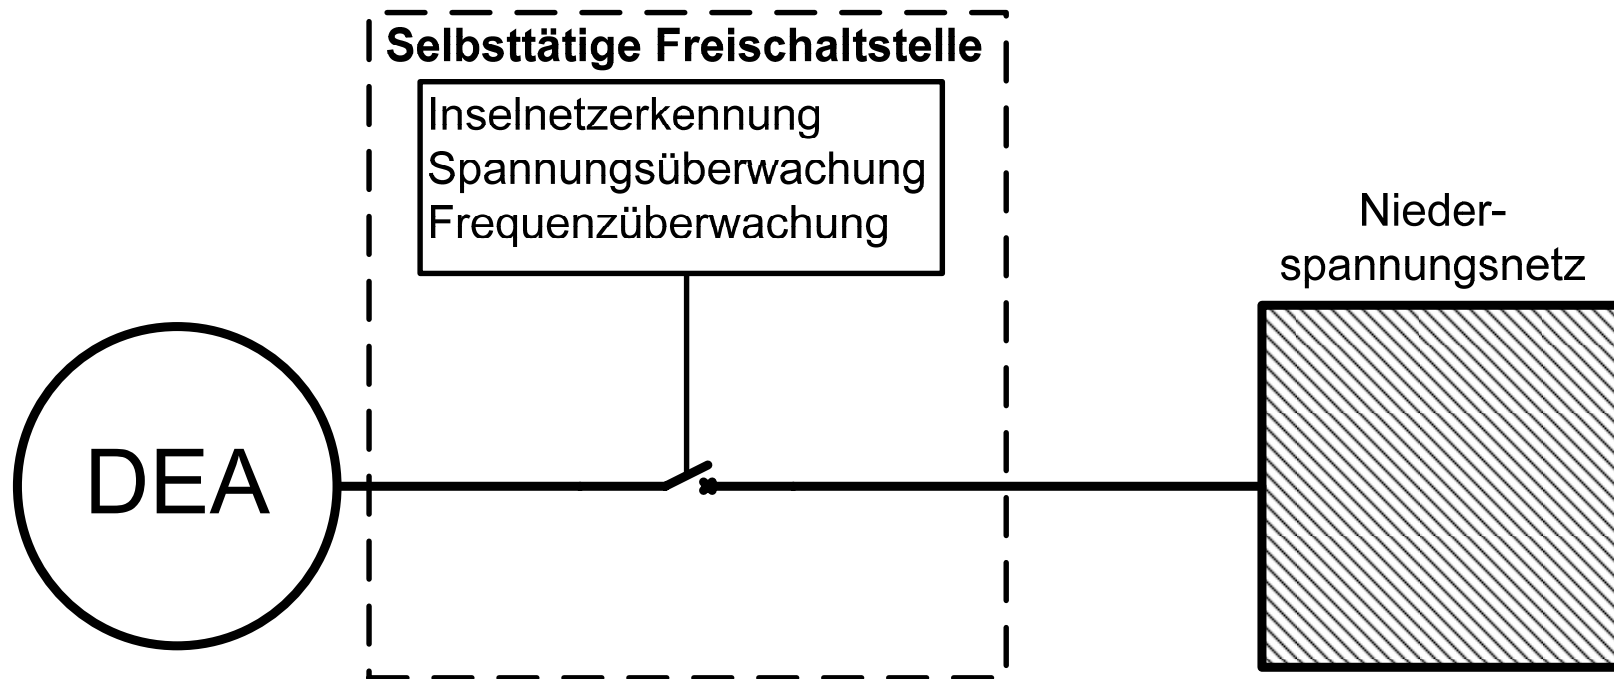 Selbsttätige Freischaltstelle
Inselnetzerkennung
Spannungsüberwachung
Frequenzüberwachung
Nieder-
spannungsnetz
DEA